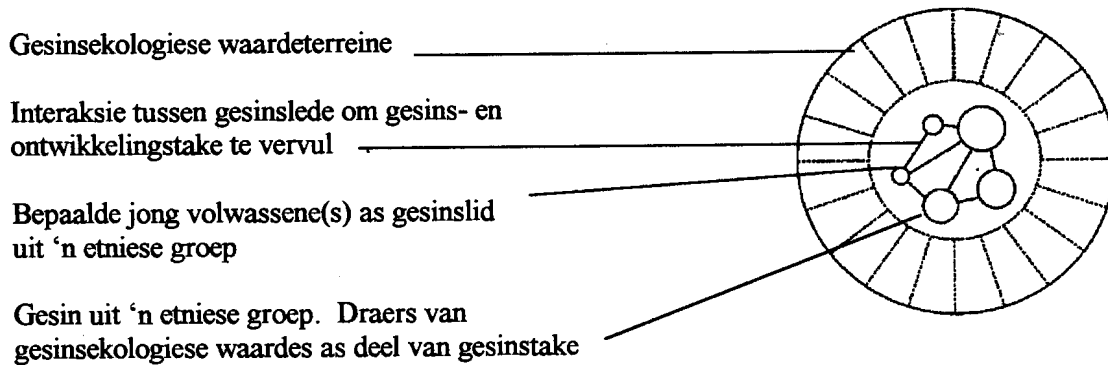 Gesinsekologiese waardeterreine
Interaksie tussen gesinslede om gesins- en
ontwikkelingstake te vervul
Bepaalde jong volwassene(s) as gesinslid
uit ‘n etniese groep
Gesin uit ‘n etniese groep. Draers van
gesinsekologiese waardes as deel van gesinstake